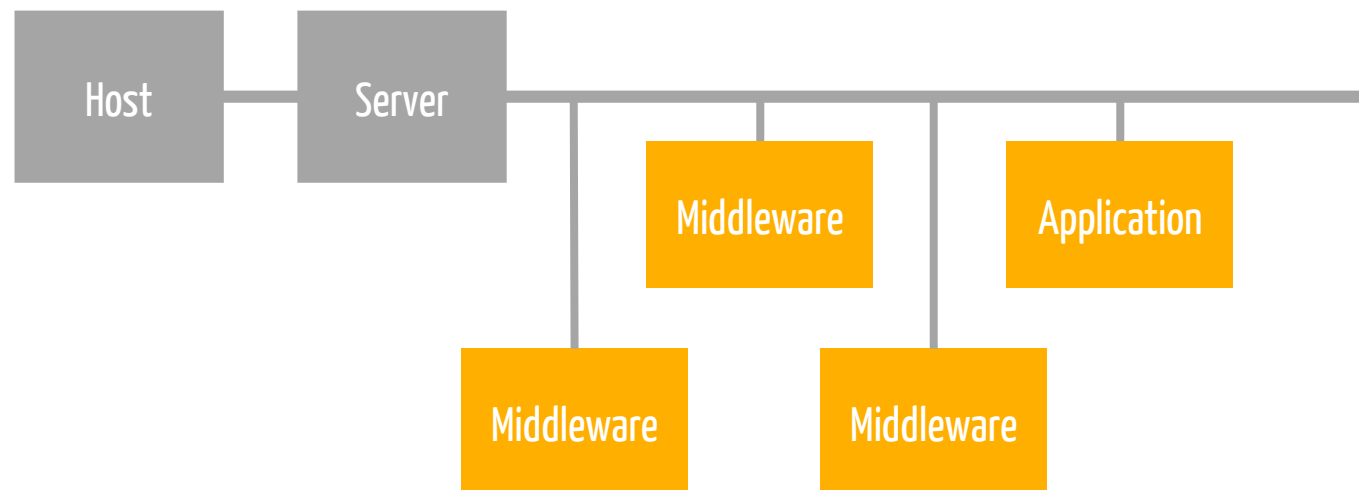 Host
Server
Middleware
Application
Middleware
Middleware